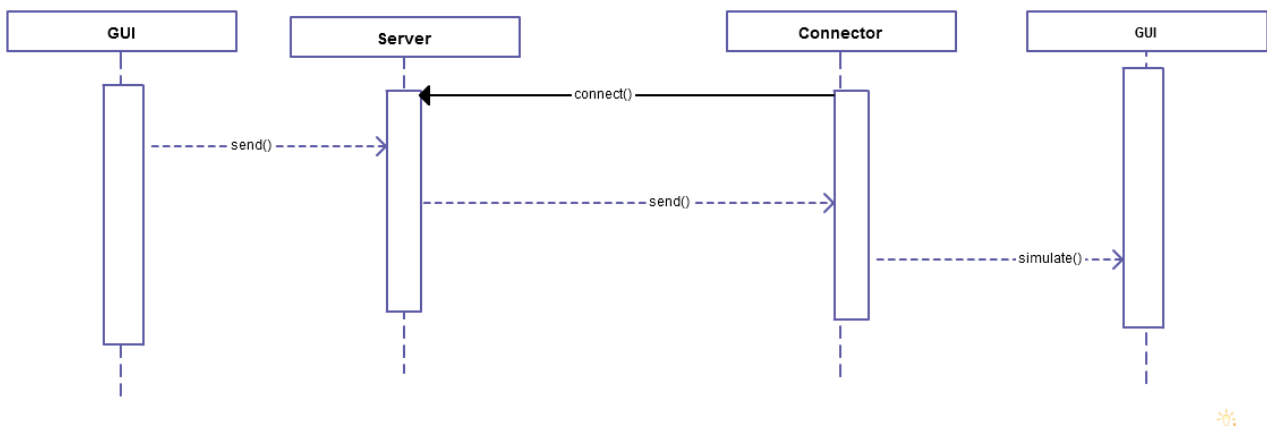 GUI
Server
Connector
GUI
connect()
send()
send()
simulate()